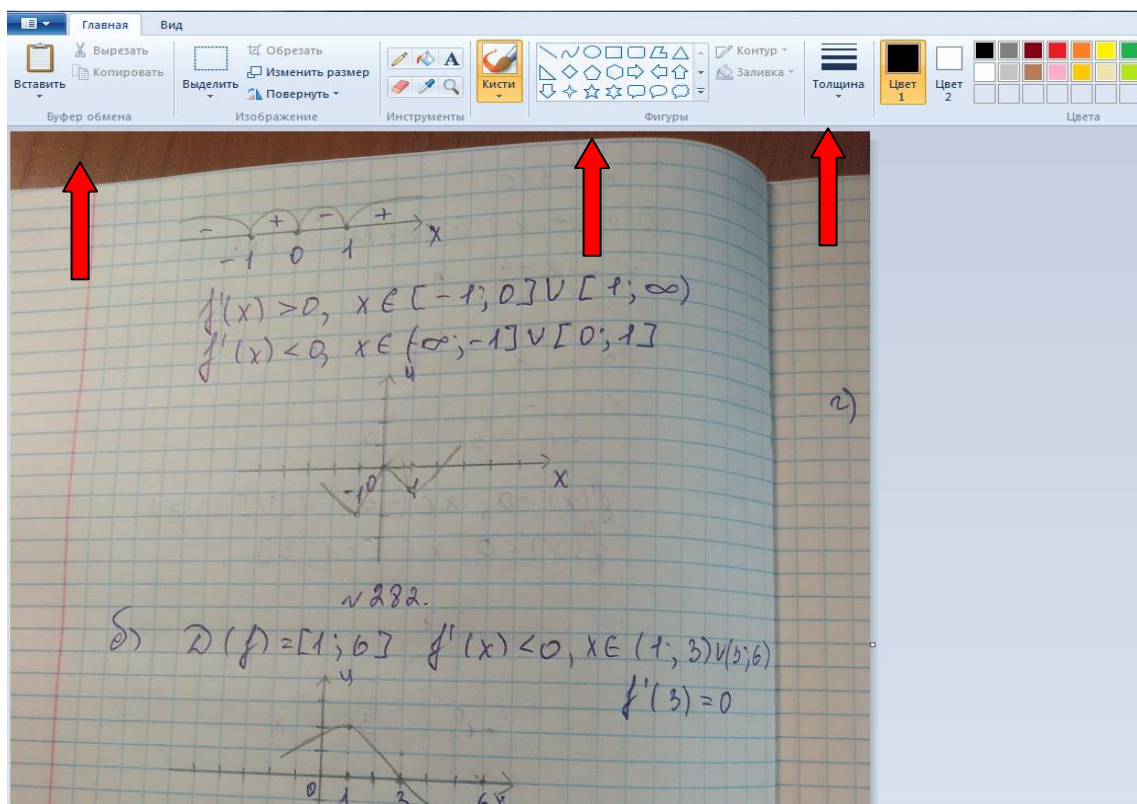 Главная Вид
Вставить
Вырезать
Копировать
Буфер обмена
Выделить
Обрезать
Изменить размер
Повернуть
Изображение
A
Инструменты
Кисти
Фигуры
Контур
Заливка
Толщина
Цвет 1
Цвет 2
Цвета
- + - +
-1 0 1 x
f'(x) >0, x ∈ [-1; 0] ∪ [1; ∞)
f'(x) <0, x ∈ (-∞; -1] ∪ [0; 1]
y
г)
-1 0 1 x
№ 282.
б) D(f)=[1; 6] f'(x) <0, x∈ (1; 3)∪(3; 6)
f'(3) = 0
y
0 1 3 6 x